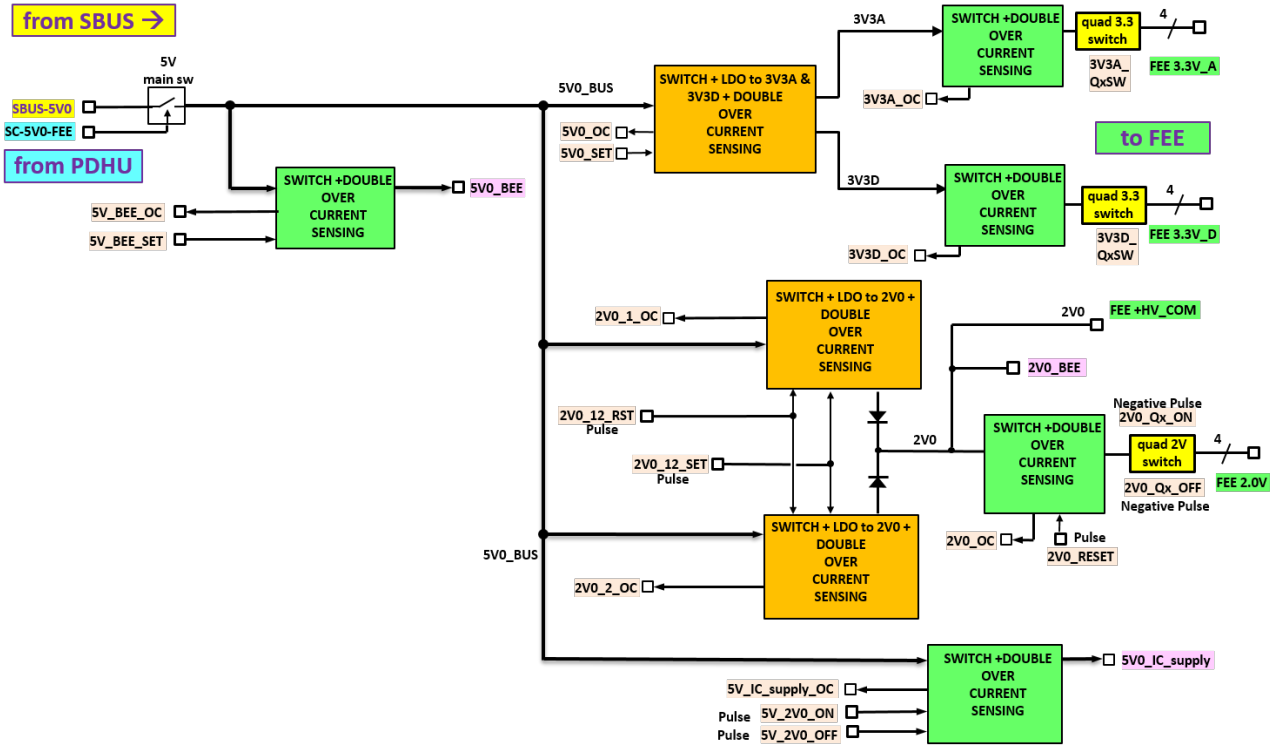 from SBUS →
5V
main sw
SBUS-5V0
SC-5V0-FEE
from PDHU
SWITCH +DOUBLE
OVER
CURRENT
SENSING
5V_BEE_OC
5V_BEE_SET
5V0_BEE
5V0_BUS
5V0_OC
5V0_SET
SWITCH + LDO to 3V3A &
3V3D + DOUBLE
OVER
CURRENT
SENSING
3V3A
SWITCH +DOUBLE
OVER
CURRENT
SENSING
3V3A_OC
quad 3.3
switch
3V3A_
QxSW
4
FEE 3.3V_A
to FEE
3V3D
SWITCH +DOUBLE
OVER
CURRENT
SENSING
3V3D_OC
quad 3.3
switch
3V3D_
QxSW
4
FEE 3.3V_D
2V0_1_OC
SWITCH + LDO to 2V0 +
DOUBLE
OVER
CURRENT
SENSING
2V0
FEE +HV_COM
2V0_BEE
2V0_12_RST
Pulse
2V0_12_SET
Pulse
2V0
SWITCH +DOUBLE
OVER
CURRENT
SENSING
Negative Pulse
2V0_Qx_ON
quad 2V
switch
2V0_Qx_OFF
Negative Pulse
4
FEE 2.0V
2V0_OC
Pulse
2V0_RESET
5V0_BUS
SWITCH + LDO to 2V0 +
DOUBLE
OVER
CURRENT
SENSING
2V0_2_OC
SWITCH +DOUBLE
OVER
CURRENT
SENSING
5V0_IC_supply
5V_IC_supply_OC
Pulse 5V_2V0_ON
Pulse 5V_2V0_OFF